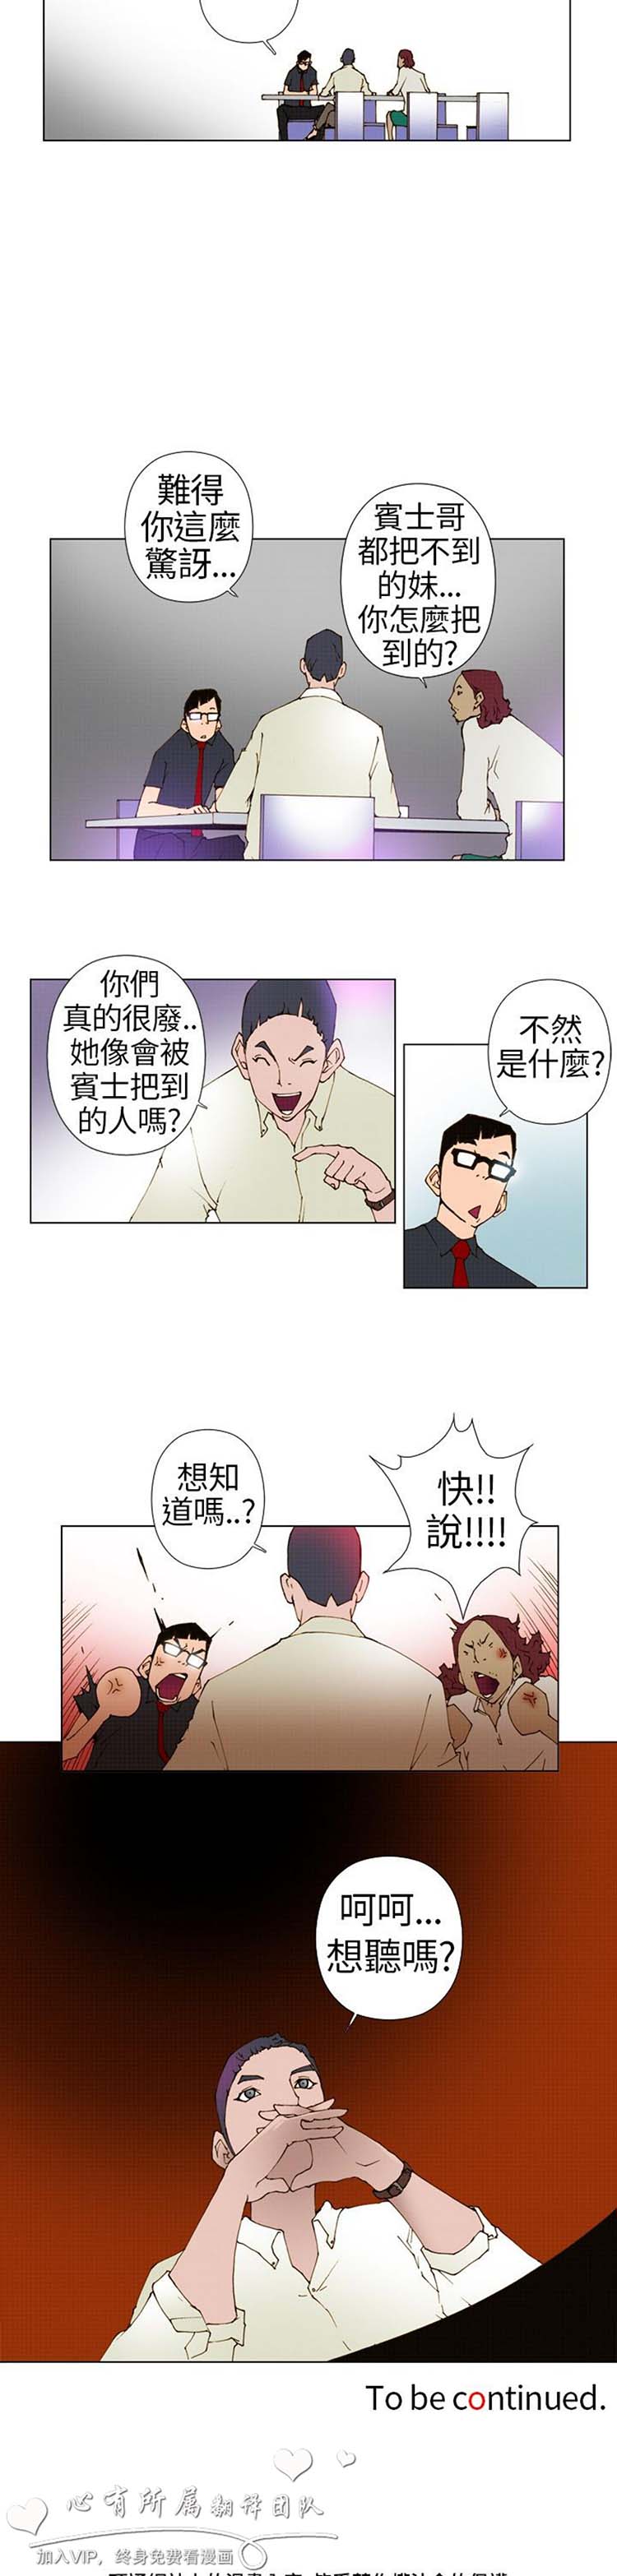 難得
你這麼
驚訝...
賓士哥
都把不到
的妹...
你怎麼把
到的?
你們
真的很廢..
她像會被
賓士把到
的人嗎?
不然
是什麼?
想知
道嗎..?
快!!
說!!!!
呵呵...
想聽嗎?
To be continued.
心有所属翻译团队
加入VIP，终身免费看漫画